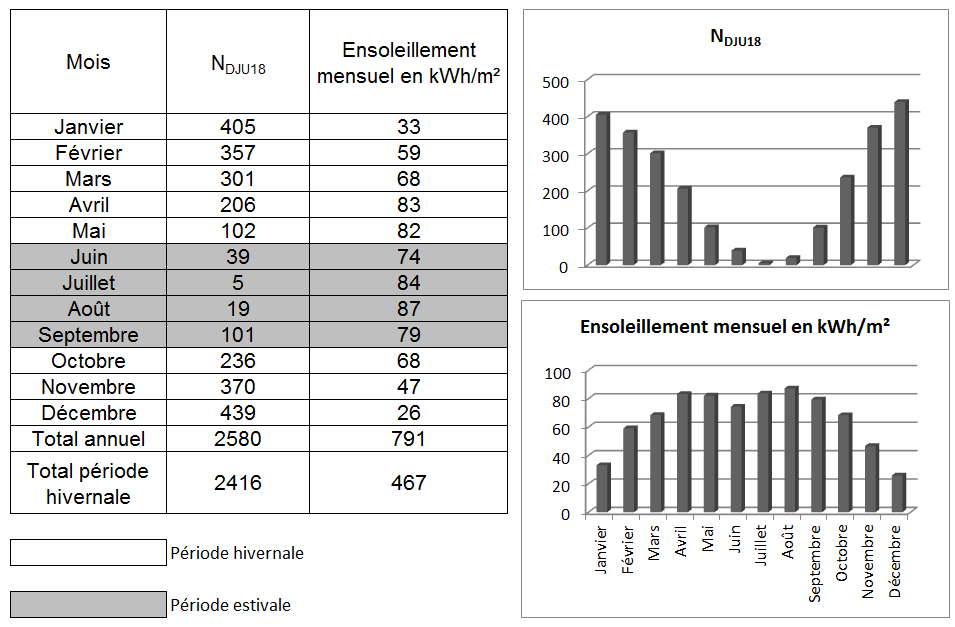 Mois NDJU18 Ensoleillement mensuel en kWh/m²
Janvier 405 33
Février 357 59
Mars 301 68
Avril 206 83
Mai 102 82
Juin 39 74
Juillet 5 84
Août 19 87
Septembre 101 79
Octobre 236 68
Novembre 370 47
Décembre 439 26
Total annuel 2580 791
Total période hivernale 2416 467
Période hivernale
Période estivale
NDJU18
500
400
300
200
100
0
Ensoleillement mensuel en kWh/m²
100
80
60
40
20
0
Janvier
Février
Mars
Avril
Mai
Juin
Juillet
Août
Septembre
Octobre
Novembre
Décembre